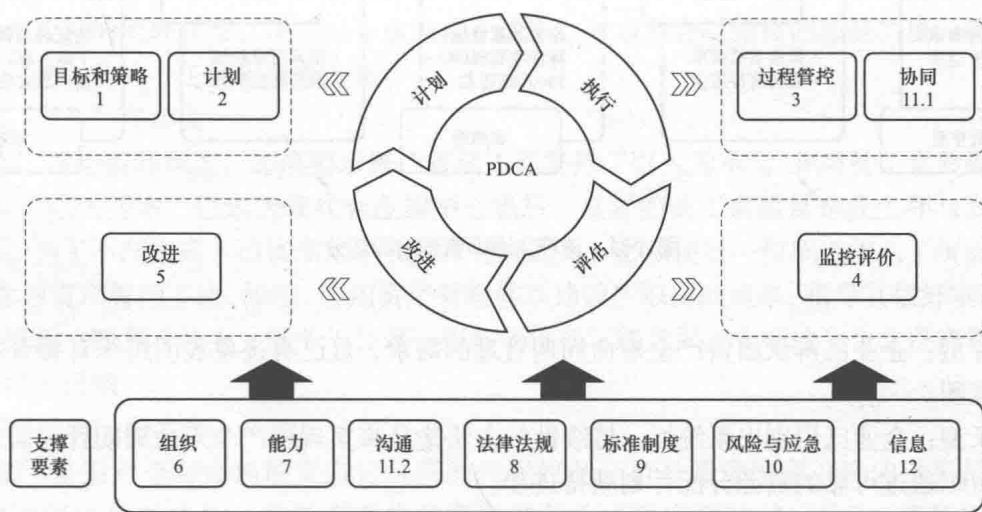 目标和策略
1
计划
2
计划
执行
过程管控
3
协同
11.1
PDCA
改进
5
改进
评估
监控评价
4
支撑
要素
组织
6
能力
7
沟通
11.2
法律法规
8
标准制度
9
风险与应急
10
信息
12